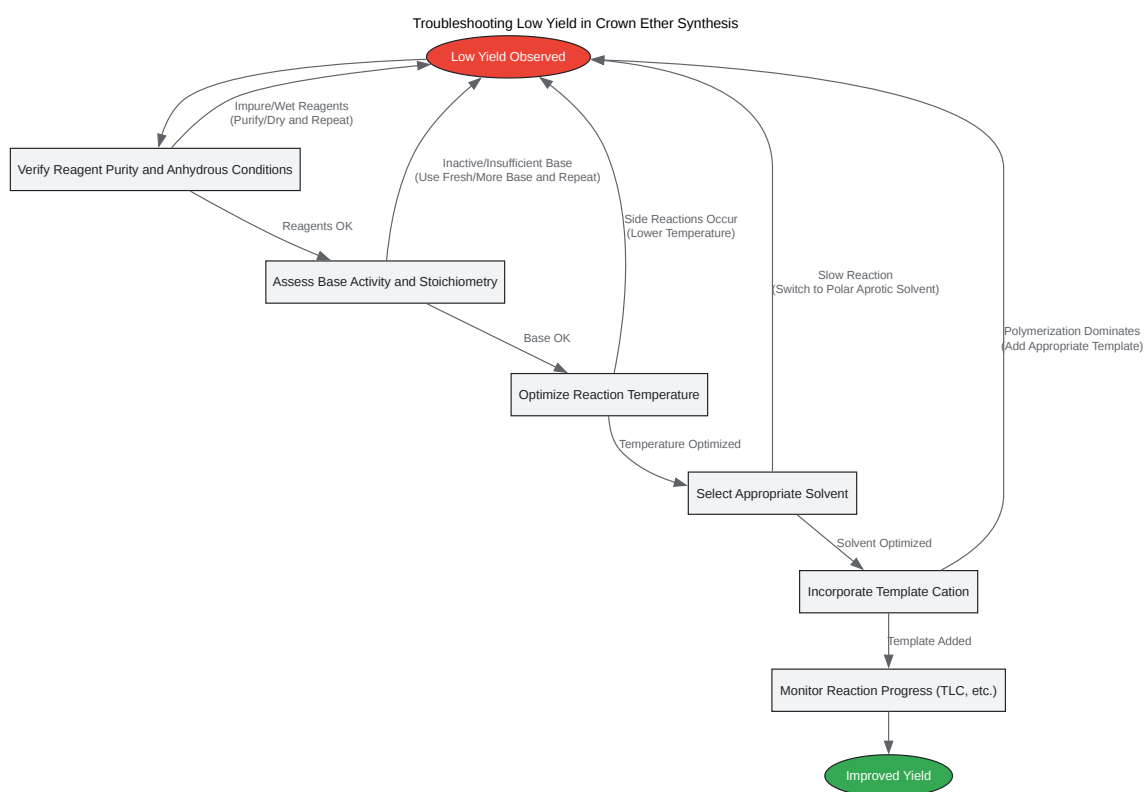 Troubleshooting Low Yield in Crown Ether Synthesis
Low Yield Observed
Impure/Wet Reagents
(Purify/Dry and Repeat)
Verify Reagent Purity and Anhydrous Conditions
Inactive/Insufficient Base
(Use Fresh/More Base and Repeat)
Reagents OK
Side Reactions Occur
(Lower Temperature)
Assess Base Activity and Stoichiometry
Slow Reaction
(Switch to Polar Aprotic Solvent)
Base OK
Polymerization Dominates
(Add Appropriate Template)
Optimize Reaction Temperature
Temperature Optimized
Select Appropriate Solvent
Solvent Optimized
Incorporate Template Cation
Template Added
Monitor Reaction Progress (TLC, etc.)
Improved Yield